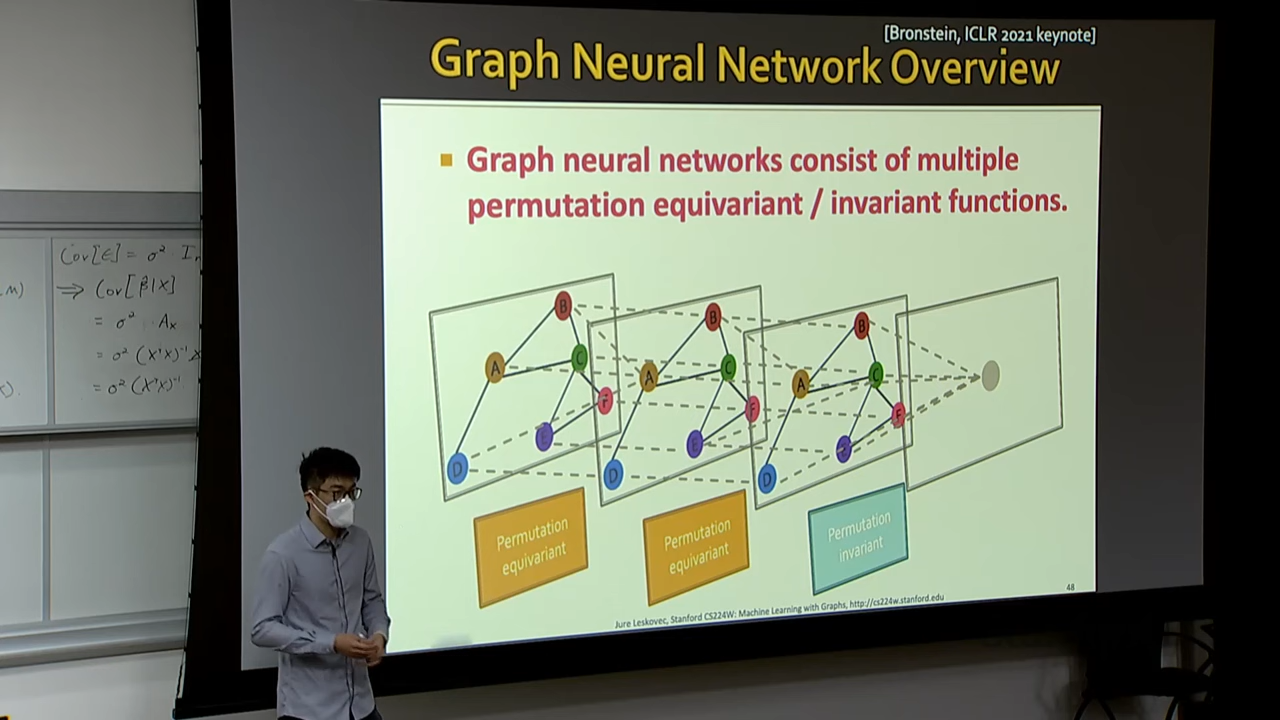 [Bronstein, ICLR 2021 keynote]
Graph Neural Network Overview
Graph neural networks consist of multiple
permutation equivariant / invariant functions.
B
A
C
F
E
D
B
A
C
F
E
D
B
A
C
F
E
D
Permutation
equivariant
Permutation
equivariant
Permutation
invariant
48
Jure Leskovec, Stanford CS224W: Machine Learning with Graphs, http://cs224w.stanford.edu
Cov[ε] = σ² · I
⇒ Cov[β̂|X]
= σ² · Aₓ
= σ² (X'X)⁻¹
= σ² (X'X)⁻¹